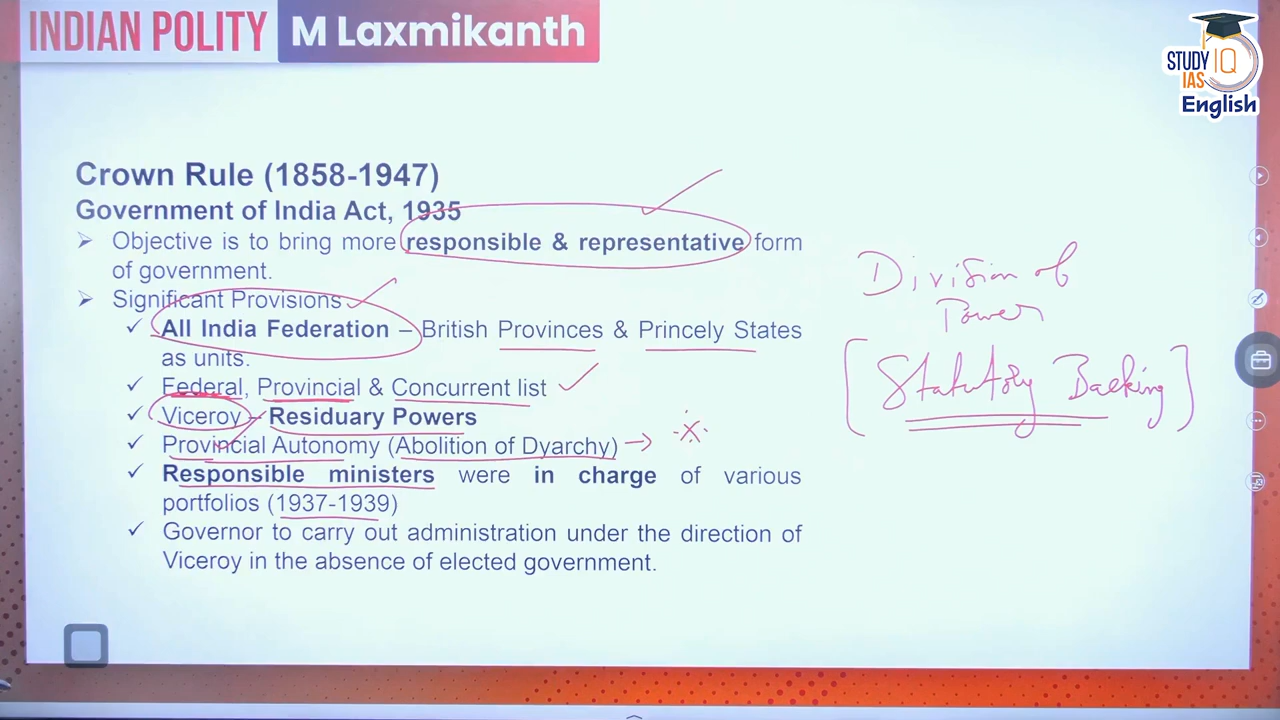 INDIAN POLITY M Laxmikanth
STUDY IQ
IAS
English
Crown Rule (1858-1947)
Government of India Act, 1935
➢ Objective is to bring more responsible & representative form
of government.
➢ Significant Provisions
✓ All India Federation – British Provinces & Princely States
as units.
✓ Federal, Provincial & Concurrent list
✓ Viceroy – Residuary Powers
✓ Provincial Autonomy (Abolition of Dyarchy)
✓ Responsible ministers were in charge of various
portfolios (1937-1939)
✓ Governor to carry out administration under the direction of
Viceroy in the absence of elected government.
Division of
Power
[Statutory Backing]